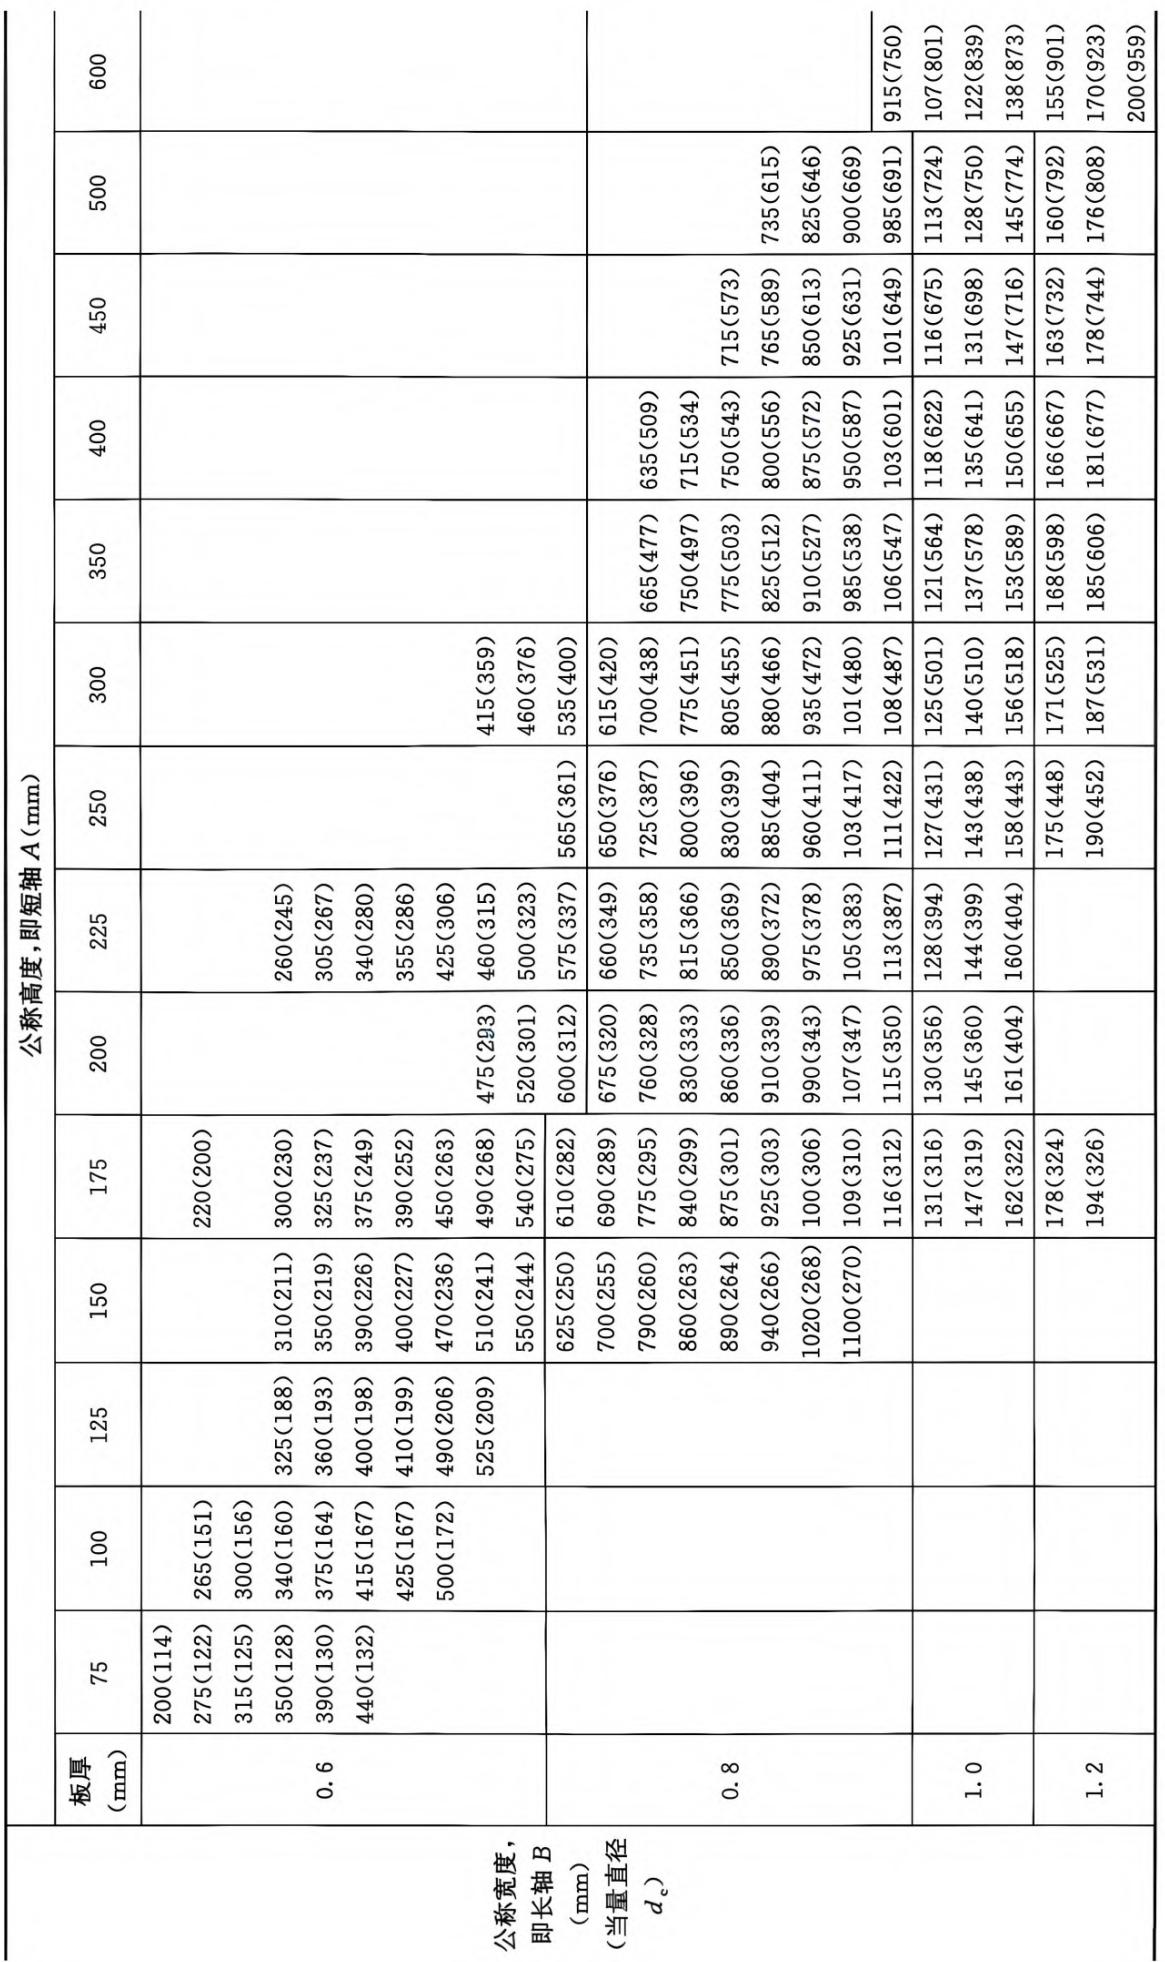 公称高度,即短轴 A(mm)
板厚(mm) 75 100 125 150 175 200 225 250 300 350 400 450 500 600
公称宽度,
即长轴 B
(mm)
(当量直径
dₑ)
0.6
200(114)
275(122) 265(151) 220(200)
315(125) 300(156)
350(128) 340(160) 325(188) 310(211) 300(230) 260(245)
390(130) 375(164) 360(193) 350(219) 325(237) 305(267)
440(132) 415(167) 400(198) 390(226) 375(249) 340(280)
425(167) 410(199) 400(227) 390(252) 355(286)
500(172) 490(206) 470(236) 450(263) 425(306)
525(209) 510(241) 490(268) 475(293) 460(315) 415(359)
550(244) 540(275) 520(301) 500(323) 460(376)
0.8
625(250) 610(282) 600(312) 575(337) 565(361) 535(400)
700(255) 690(289) 675(320) 660(349) 650(376) 615(420)
790(260) 775(295) 760(328) 735(358) 725(387) 700(438) 665(477) 635(509)
860(263) 840(299) 830(333) 815(366) 800(396) 775(451) 750(497) 715(534)
890(264) 875(301) 860(336) 850(369) 830(399) 805(455) 775(503) 750(543) 715(573)
940(266) 925(303) 910(339) 890(372) 885(404) 880(466) 825(512) 800(556) 765(589) 735(615)
1020(268) 100(306) 990(343) 975(378) 960(411) 935(472) 910(527) 875(572) 850(613) 825(646)
1100(270) 109(310) 107(347) 105(383) 103(417) 101(480) 985(538) 950(587) 925(631) 900(669)
116(312) 115(350) 113(387) 111(422) 108(487) 106(547) 103(601) 101(649) 985(691) 915(750)
1.0
131(316) 130(356) 128(394) 127(431) 125(501) 121(564) 118(622) 116(675) 113(724) 107(801)
147(319) 145(360) 144(399) 143(438) 140(510) 137(578) 135(641) 131(698) 128(750) 122(839)
162(322) 161(404) 160(404) 158(443) 156(518) 153(589) 150(655) 147(716) 145(774) 138(873)
1.2
178(324) 175(448) 171(525) 168(598) 166(667) 163(732) 160(792) 155(901)
194(326) 190(452) 187(531) 185(606) 181(677) 178(744) 176(808) 170(923)
200(959)